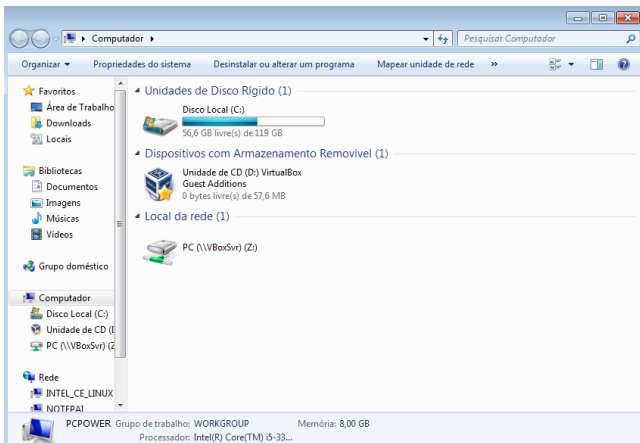 Computador
Pesquisar Computador
Organizar
Propriedades do sistema
Desinstalar ou alterar um programa
Mapear unidade de rede
»
Favoritos
Área de Trabalho
Downloads
Locais
Bibliotecas
Documentos
Imagens
Músicas
Vídeos
Grupo doméstico
Computador
Disco Local (C:)
Unidade de CD (
PC (\\VBoxSvr) (Z
Rede
INTEL_CE_LINUX
NOTEPAI
Unidades de Disco Rígido (1)
Disco Local (C:)
56,6 GB livre(s) de 119 GB
Dispositivos com Armazenamento Removível (1)
Unidade de CD (D:) VirtualBox
Guest Additions
0 bytes livre(s) de 57,6 MB
Local da rede (1)
PC (\\VBoxSvr) (Z:)
PCPOWER Grupo de trabalho: WORKGROUP Memória: 8,00 GB
Processador: Intel(R) Core(TM) i5-33...